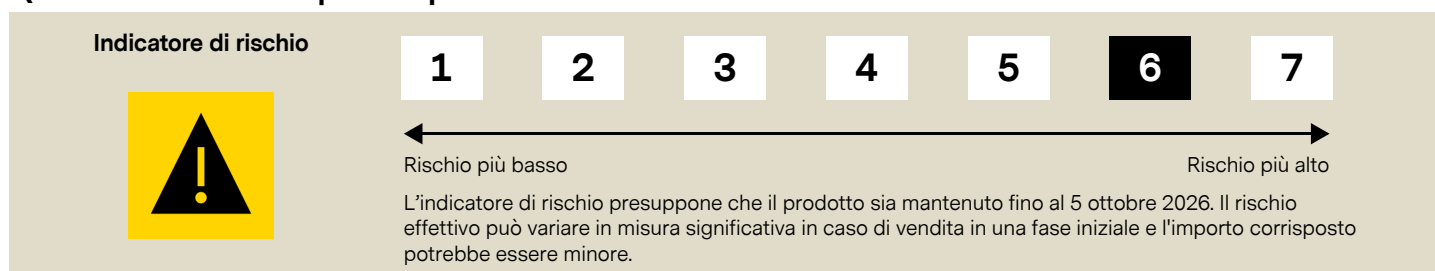 Indicatore di rischio
1 2 3 4 5 6 7
Rischio più basso Rischio più alto
L'indicatore di rischio presuppone che il prodotto sia mantenuto fino al 5 ottobre 2026. Il rischio
effettivo può variare in misura significativa in caso di vendita in una fase iniziale e l'importo corrisposto
potrebbe essere minore.